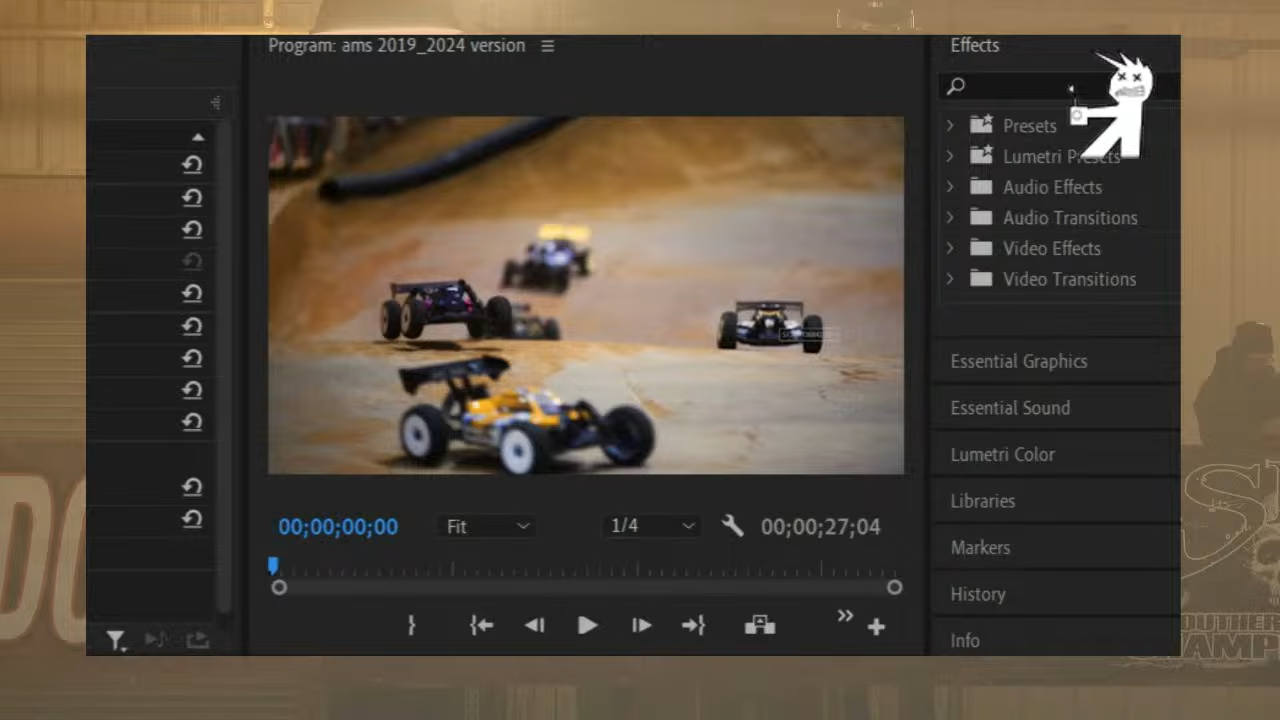 Program: ams 2019_2024 version
Effects
Presets
Lumetri Presets
Audio Effects
Audio Transitions
Video Effects
Video Transitions
Essential Graphics
Essential Sound
Lumetri Color
Libraries
Markers
History
Info
00;00;00;00
Fit
1/4
00;00;27;04